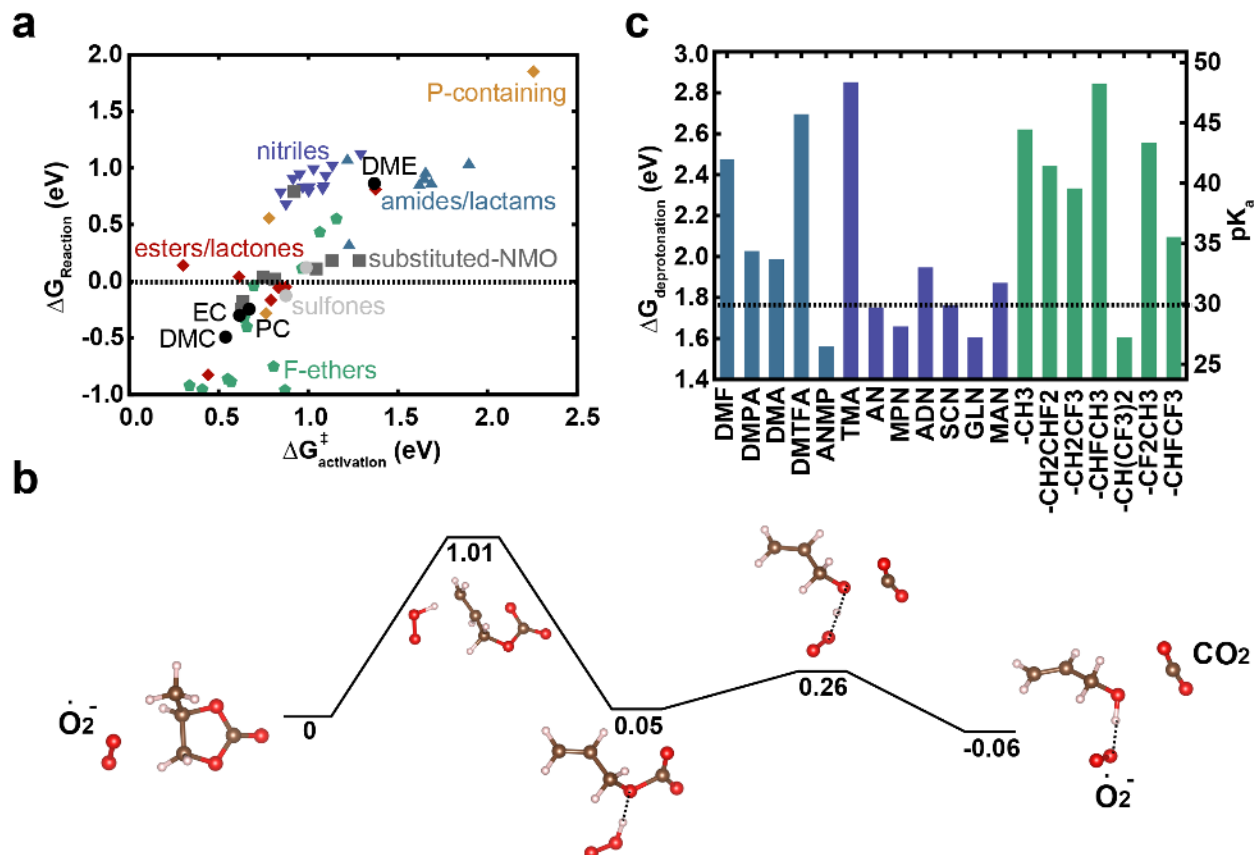 a
2.0
1.5
1.0
0.5
0.0
-0.5
-1.0
ΔG Reaction (eV)
P-containing
nitriles
DME
amides/lactams
esters/lactones
substituted-NMO
EC
PC
sulfones
DMC
F-ethers
0.0
0.5
1.0
1.5
2.0
2.5
ΔG‡activation (eV)
c
3.0
2.8
2.6
2.4
2.2
2.0
1.8
1.6
1.4
ΔGdeprotonation (eV)
50
45
40
35
30
25
pKa
DMF
DMPA
DMA
DMTFA
ANMP
TMA
AN
MPN
ADN
SCN
GLN
MAN
-CH3
-CH2CHF2
-CH2CF3
-CHFCH3
-CH(CF3)2
-CF2CH3
-CHFCF3
b
1.01
0.26
CO2
Ȯ2-
0
0.05
-0.06
Ȯ2-